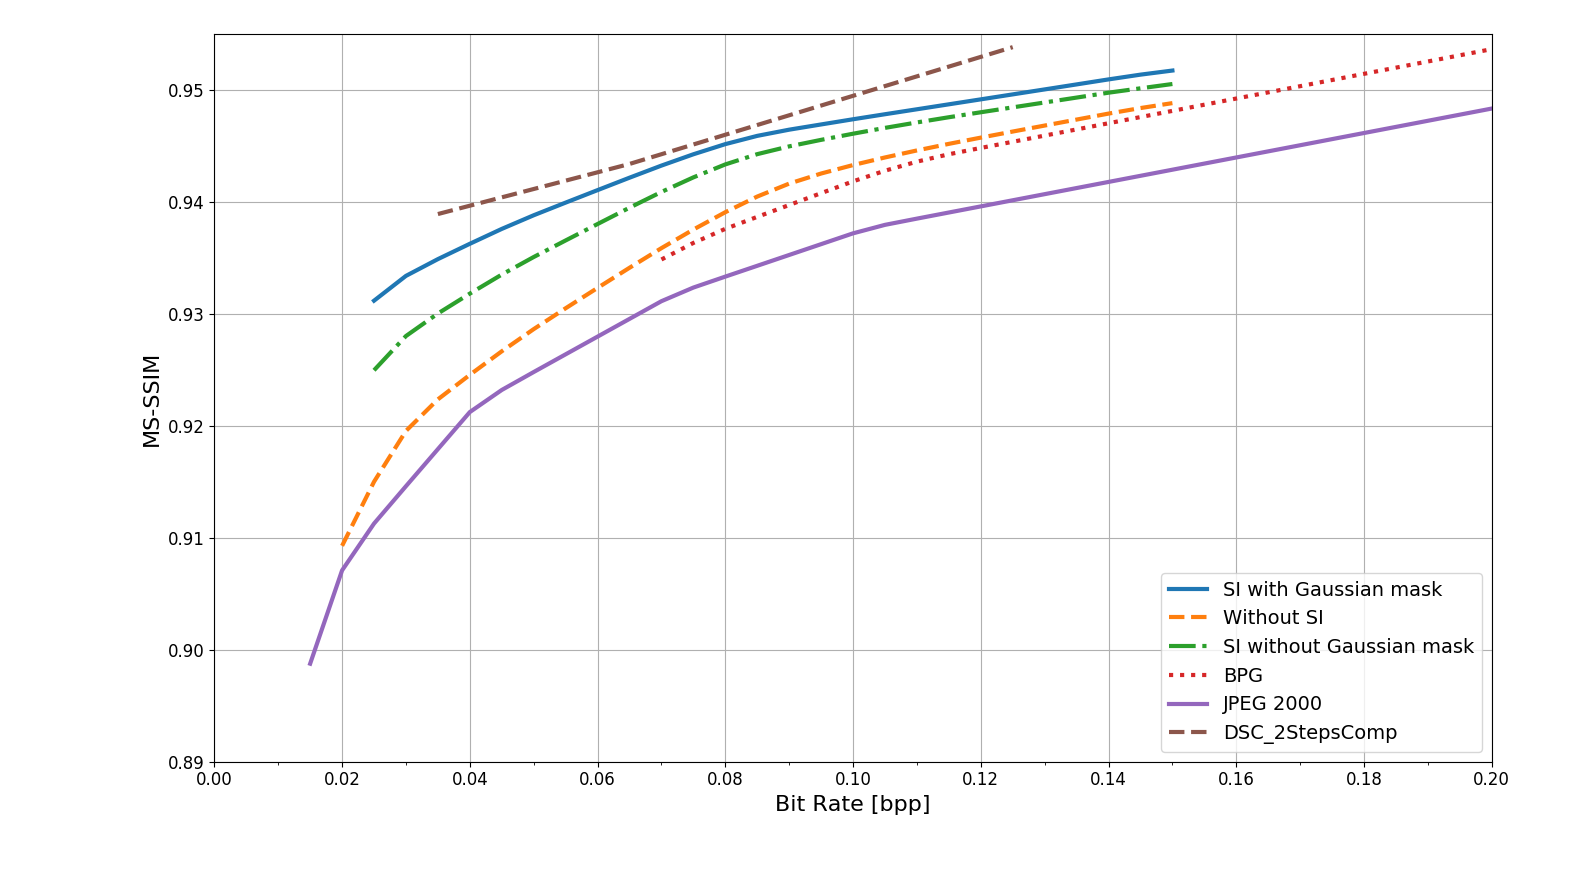 0.95
0.94
0.93
0.92
0.91
0.90
0.89
MS-SSIM
SI with Gaussian mask
Without SI
SI without Gaussian mask
BPG
JPEG 2000
DSC_2StepsComp
0.00 0.02 0.04 0.06 0.08 0.10 0.12 0.14 0.16 0.18 0.20
Bit Rate [bpp]